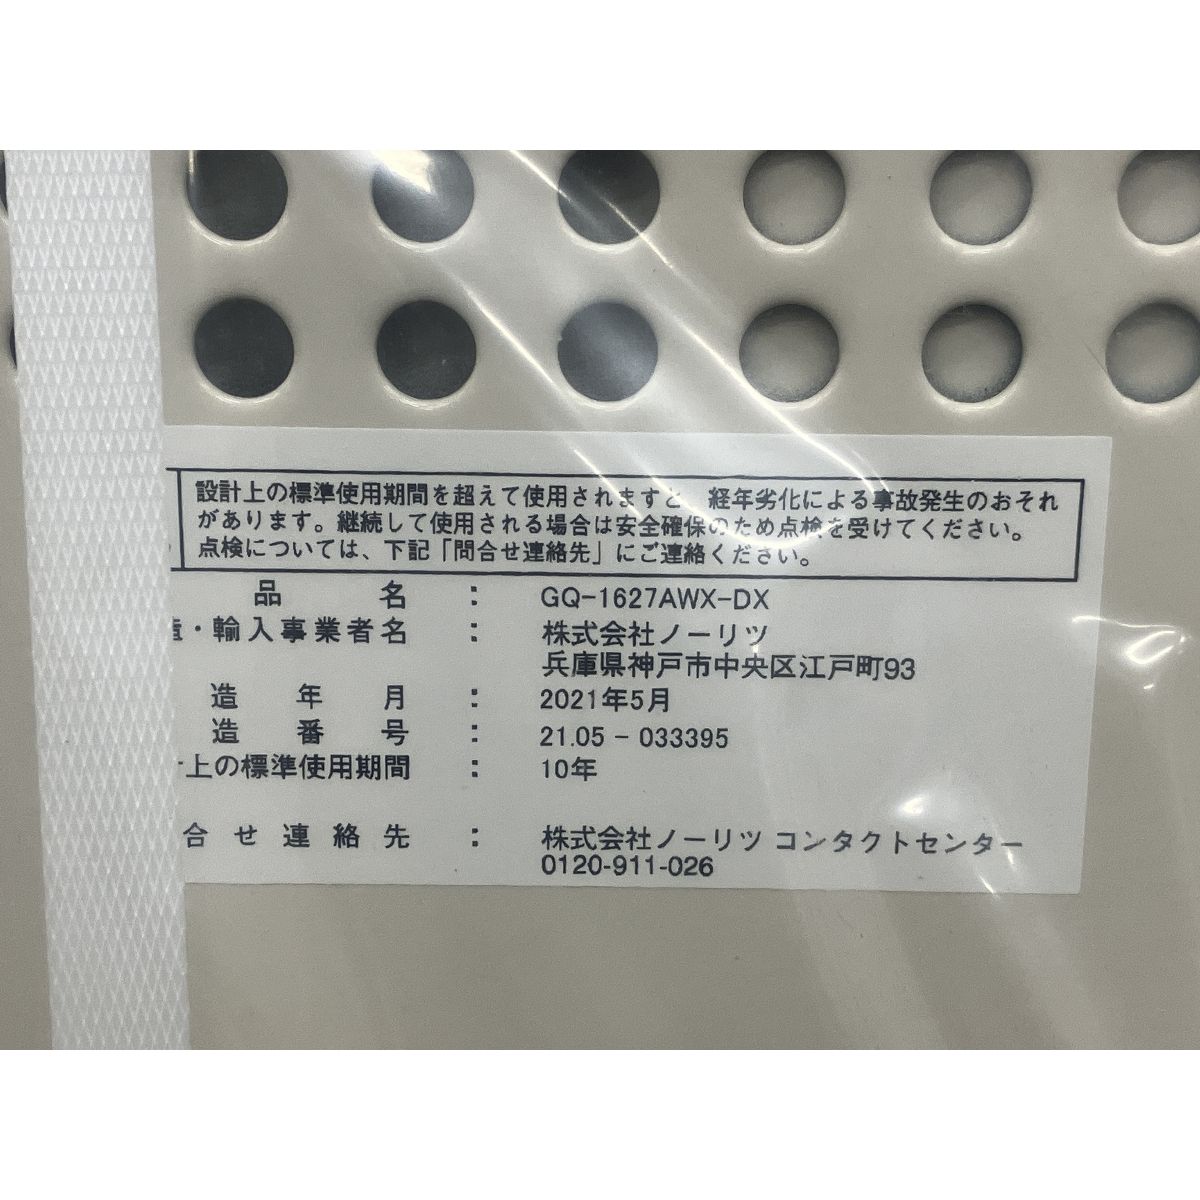 設計上の標準使用期間を超えて使用されますと、経年劣化による事故発生のおそれ
があります。継続して使用される場合は安全確保のため点検を受けてください。
点検については、下記「問合せ連絡先」にご連絡ください。
品名 : GQ-1627AWX-DX
造・輸入事業者名 : 株式会社ノーリツ
兵庫県神戸市中央区江戸町93
造年月 : 2021年5月
造番号 : 21.05 - 033395
上の標準使用期間 : 10年
合せ連絡先 : 株式会社ノーリツ コンタクトセンター
0120-911-026